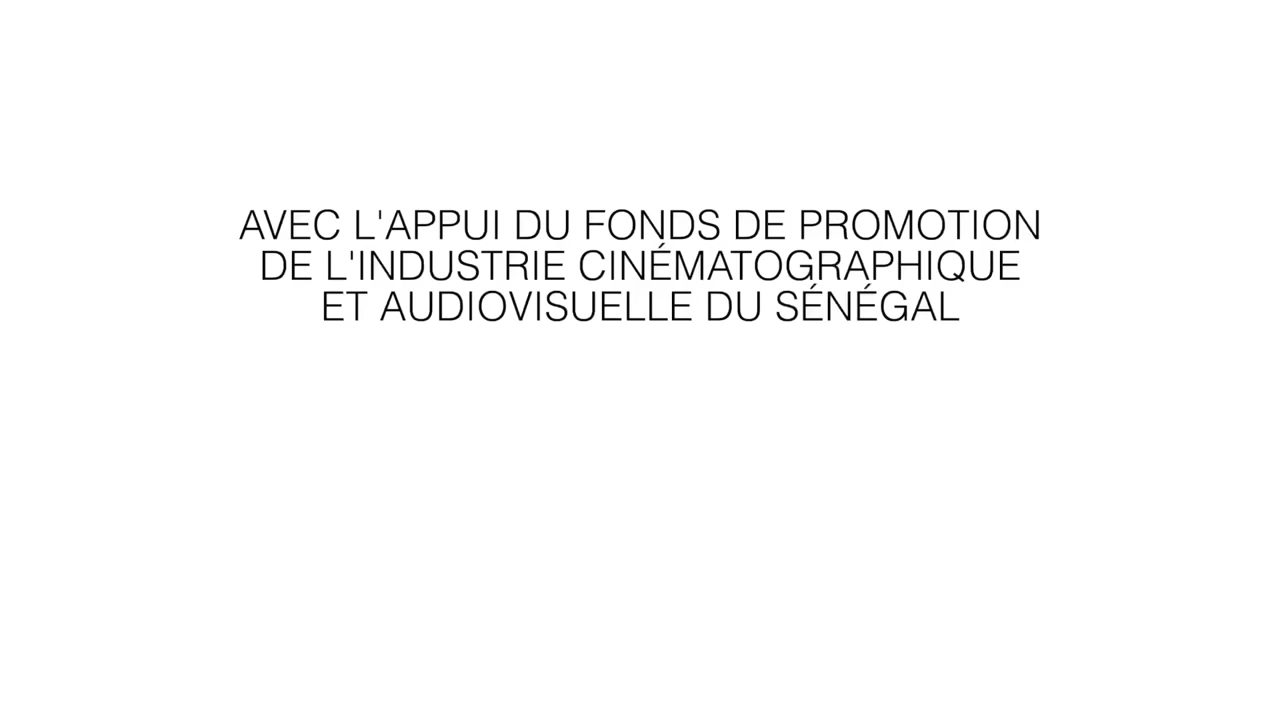 AVEC L'APPUI DU FONDS DE PROMOTION
DE L'INDUSTRIE CINÉMATOGRAPHIQUE
ET AUDIOVISUELLE DU SÉNÉGAL